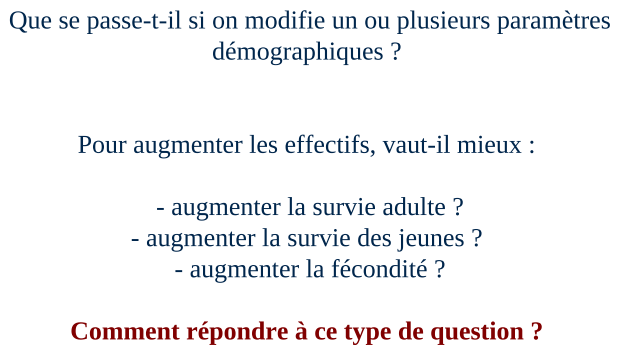 Que se passe-t-il si on modifie un ou plusieurs paramètres
démographiques ?
Pour augmenter les effectifs, vaut-il mieux :
- augmenter la survie adulte ?
- augmenter la survie des jeunes ?
- augmenter la fécondité ?
Comment répondre à ce type de question ?